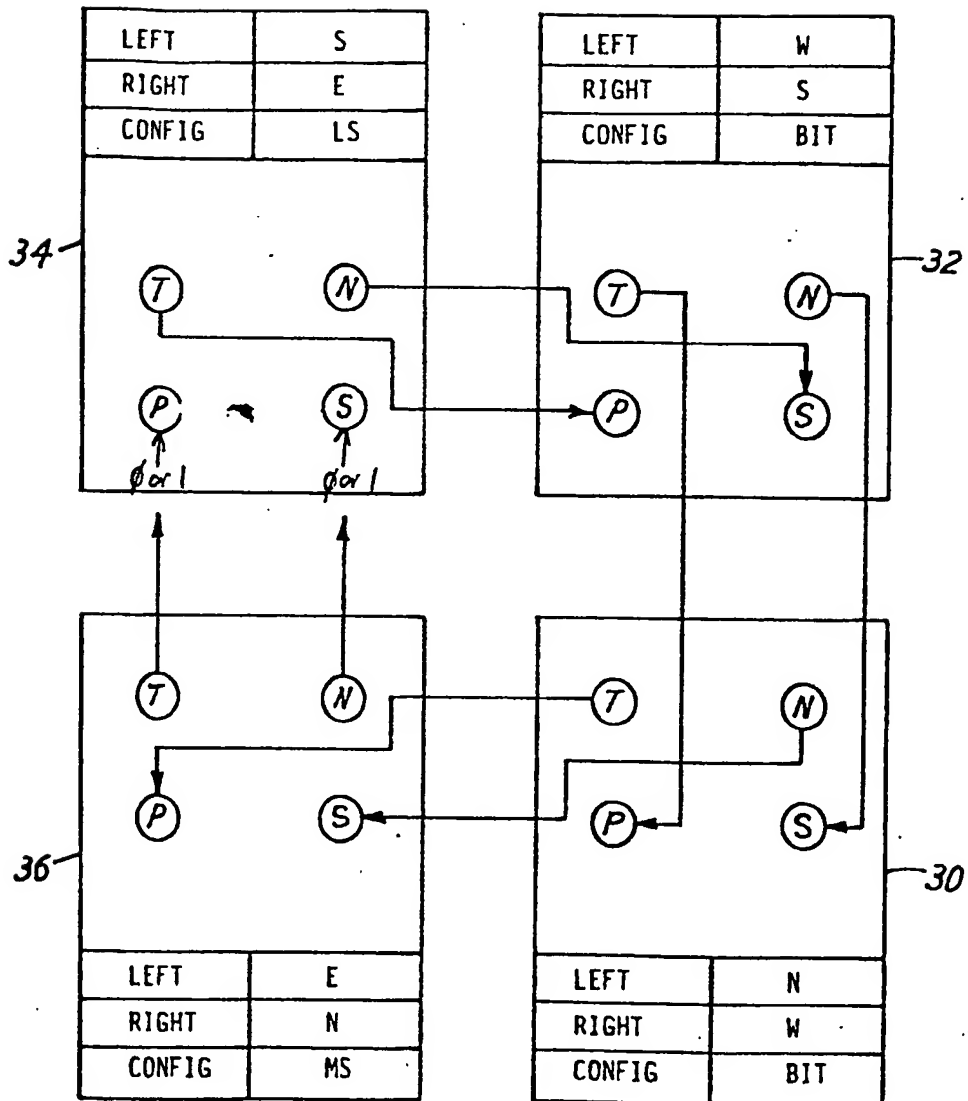 LEFT S
RIGHT E
CONFIG LS
LEFT W
RIGHT S
CONFIG BIT
34
32
T N
T N
P S
P S
φ or 1 φ or 1
T N
T N
P S
P S
36
30
LEFT E
RIGHT N
CONFIG MS
LEFT N
RIGHT W
CONFIG BIT